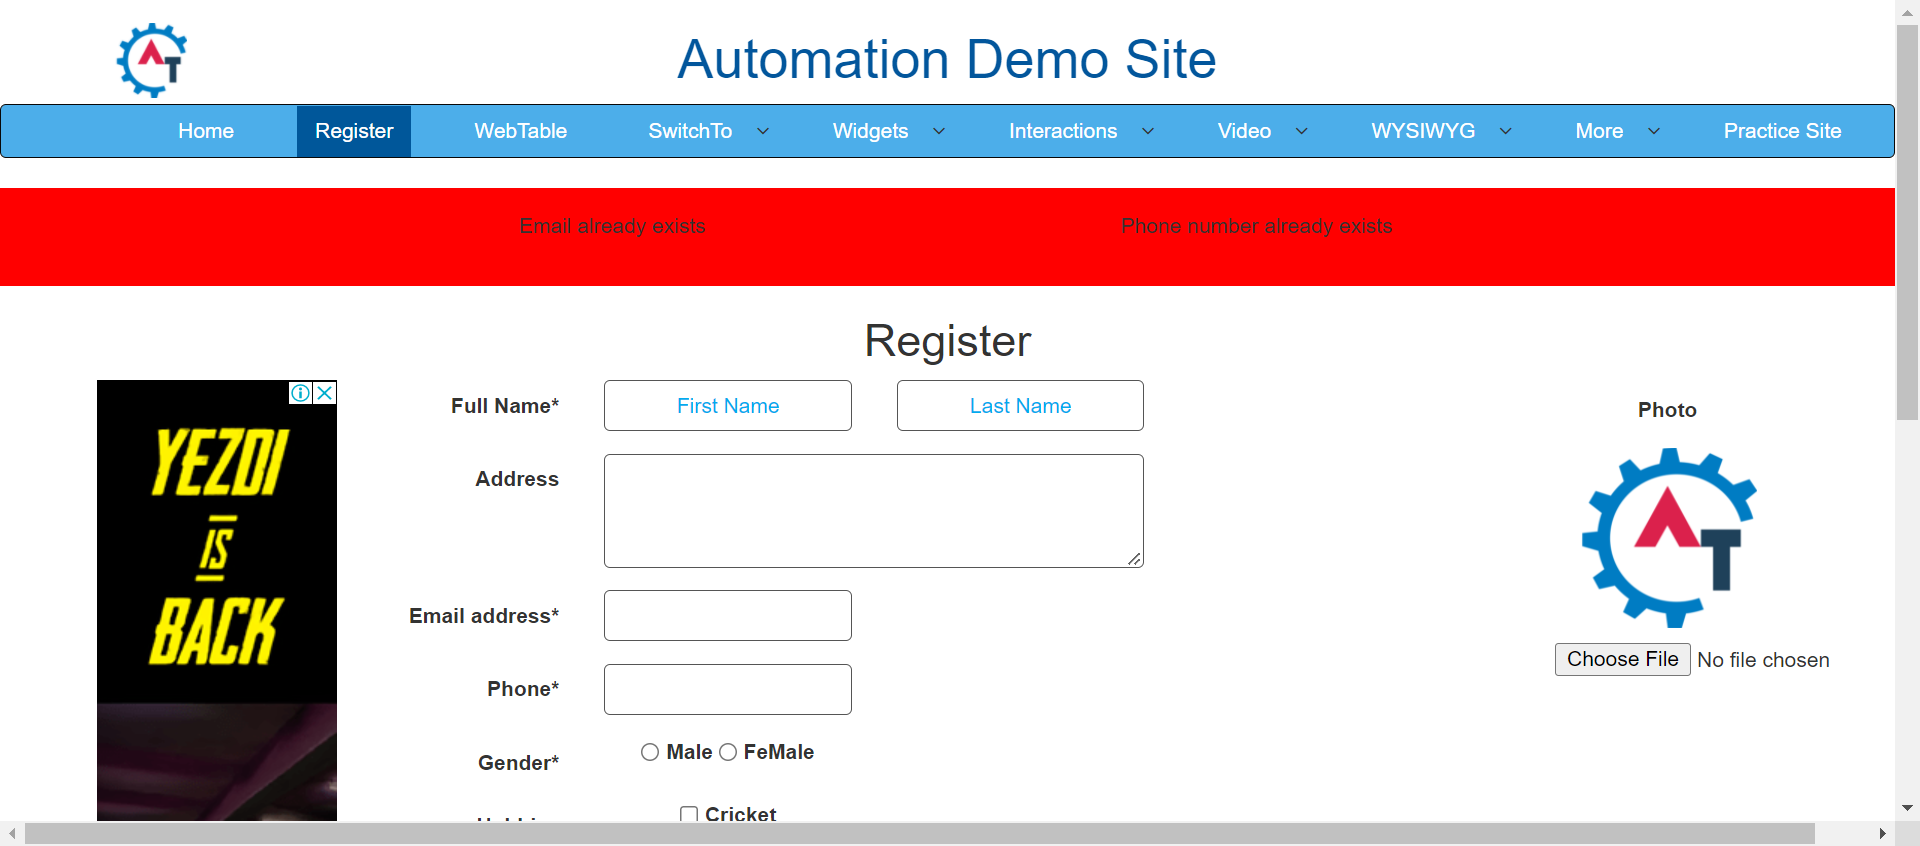 AT
Automation Demo Site
Home Register WebTable SwitchTo Widgets Interactions Video WYSIWYG More Practice Site
Email already exists Phone number already exists
Register
Full Name* First Name Last Name
Photo
YEZDI
IS
BACK
Address
AT
Email address*
Choose File No file chosen
Phone*
Gender* Male FeMale
Cricket